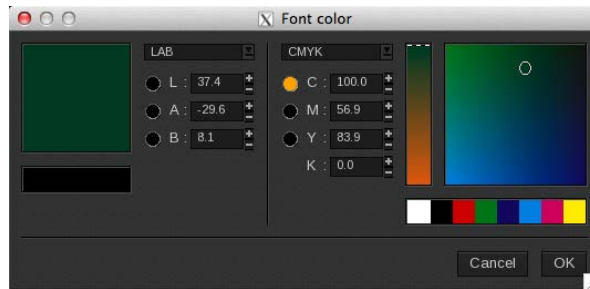 X Font color
LAB CMYK
L : 37.4 C : 100.0
A : -29.6 M : 56.9
B : 8.1 Y : 83.9
K : 0.0
Cancel OK